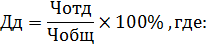 Дд = Чотд/Чобщ × 100% , где: